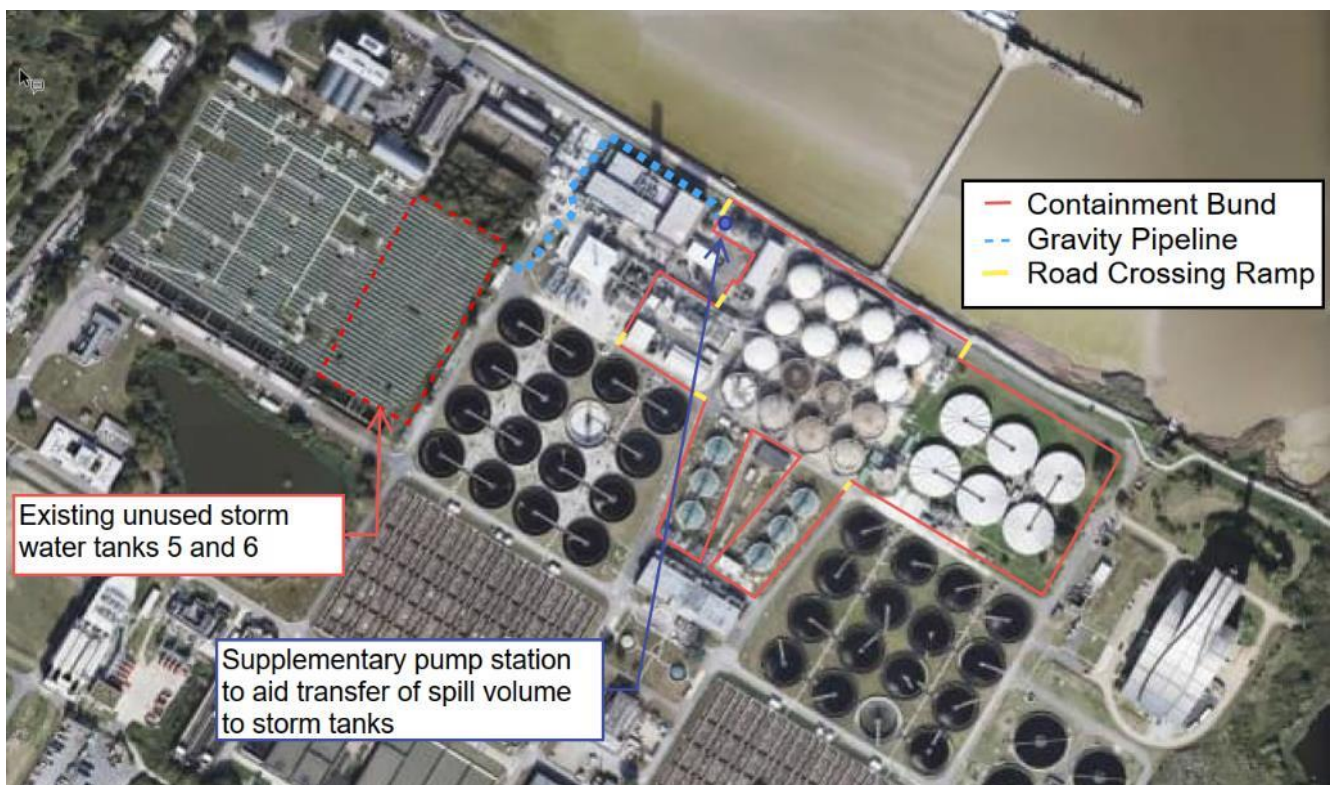 Containment Bund
Gravity Pipeline
Road Crossing Ramp
Existing unused storm
water tanks 5 and 6
Supplementary pump station
to aid transfer of spill volume
to storm tanks